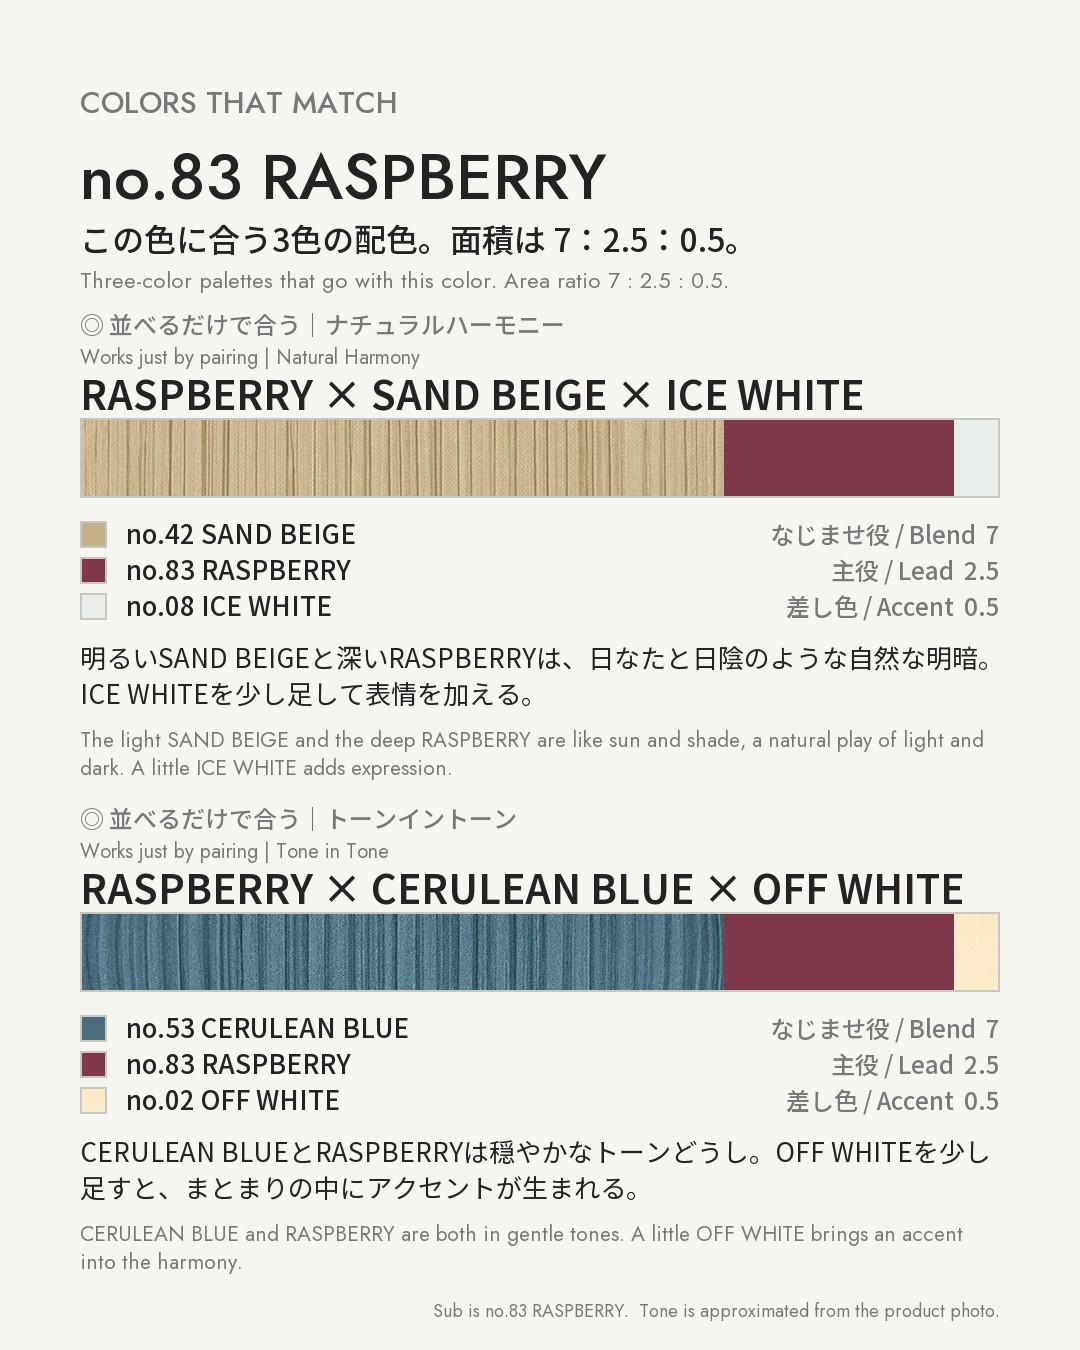 COLORS THAT MATCH
no.83 RASPBERRY
この色に合う3色の配色。面積は 7：2.5：0.5。
Three-color palettes that go with this color. Area ratio 7 : 2.5 : 0.5.
◎ 並べるだけで合う｜ナチュラルハーモニー
Works just by pairing | Natural Harmony
RASPBERRY × SAND BEIGE × ICE WHITE
no.42 SAND BEIGE なじませ役 / Blend 7
no.83 RASPBERRY 主役 / Lead 2.5
no.08 ICE WHITE 差し色 / Accent 0.5
明るいSAND BEIGEと深いRASPBERRYは、日なたと日陰のような自然な明暗。
ICE WHITEを少し足して表情を加える。
The light SAND BEIGE and the deep RASPBERRY are like sun and shade, a natural play of light and
dark. A little ICE WHITE adds expression.
◎ 並べるだけで合う｜トーンイントーン
Works just by pairing | Tone in Tone
RASPBERRY × CERULEAN BLUE × OFF WHITE
no.53 CERULEAN BLUE なじませ役 / Blend 7
no.83 RASPBERRY 主役 / Lead 2.5
no.02 OFF WHITE 差し色 / Accent 0.5
CERULEAN BLUEとRASPBERRYは穏やかなトーンどうし。OFF WHITEを少し
足すと、まとまりの中にアクセントが生まれる。
CERULEAN BLUE and RASPBERRY are both in gentle tones. A little OFF WHITE brings an accent
into the harmony.
Sub is no.83 RASPBERRY. Tone is approximated from the product photo.